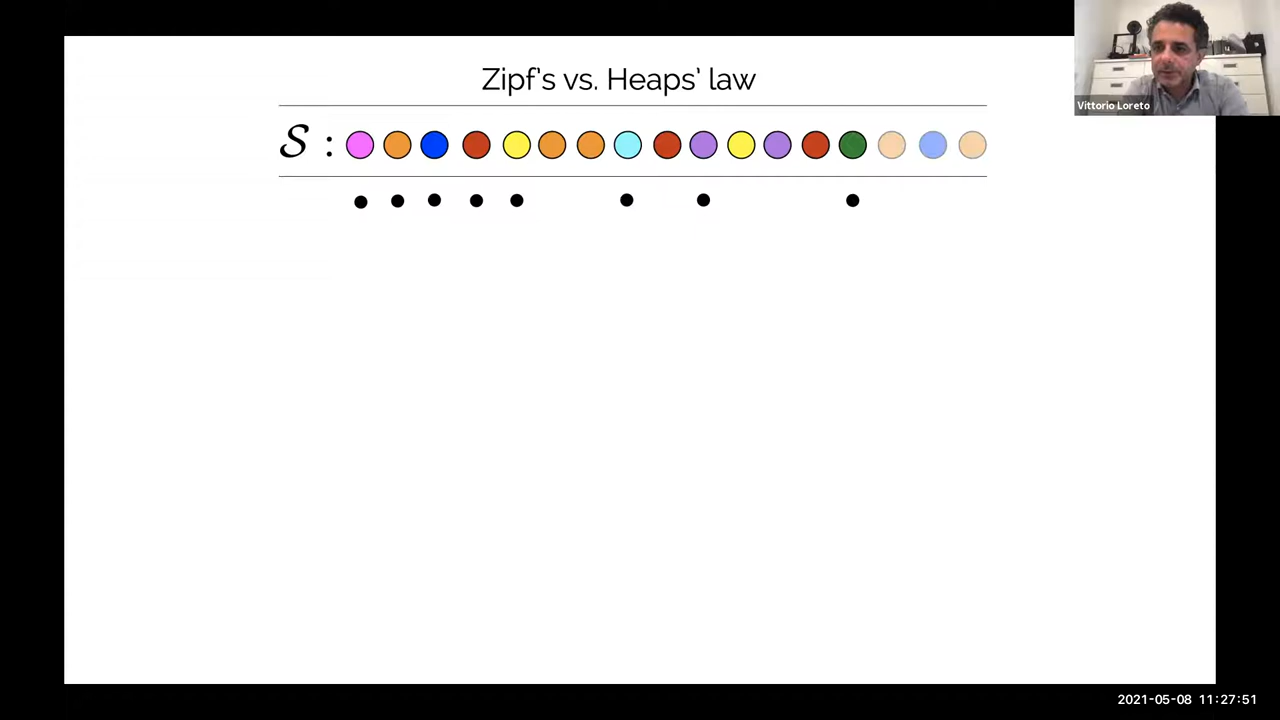 Zipf's vs. Heaps' law
𝒮 :
Vittorio Loreto
2021-05-08 11:27:51